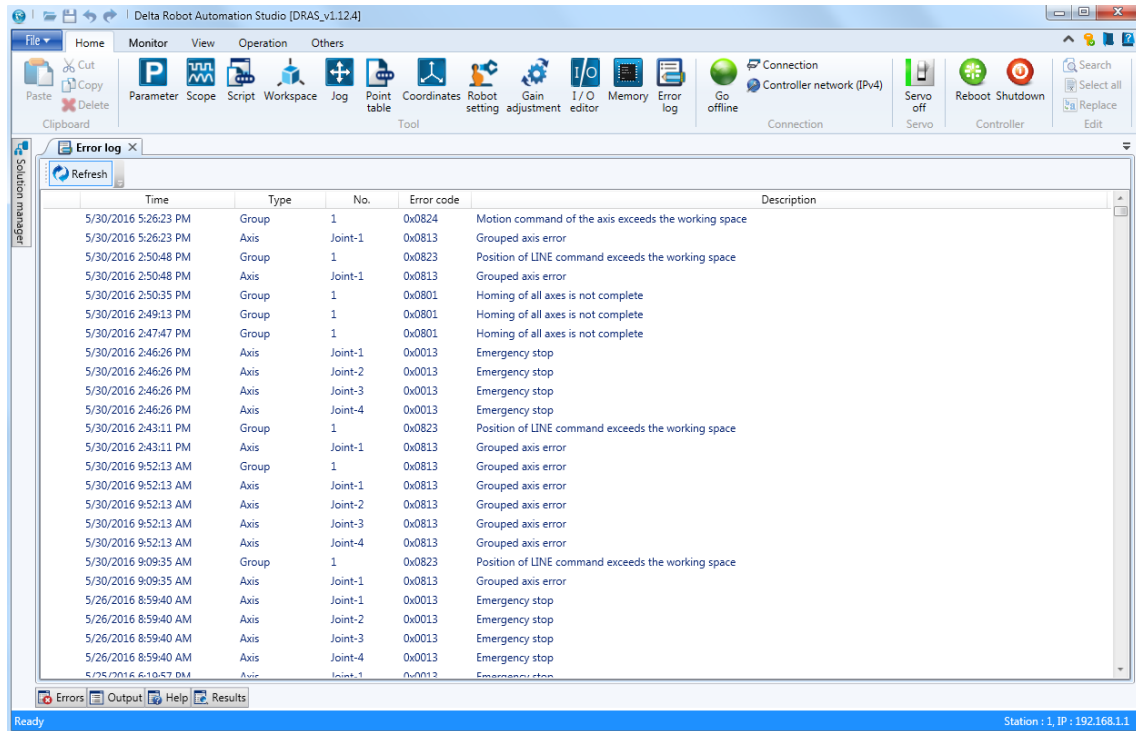 Delta Robot Automation Studio [DRAS_v1.12.4]
File Home Monitor View Operation Others
Paste Cut Copy Delete Parameter Scope Script Workspace Jog Point table Coordinates Robot setting Gain adjustment I/O editor Memory Error log Go offline Connection Controller network (IPv4) Servo off Reboot Shutdown Search Select all Replace
Clipboard Tool Connection Servo Controller Edit
Solution manager
Error log
Refresh
Time Type No. Error code Description
5/30/2016 5:26:23 PM Group 1 0x0824 Motion command of the axis exceeds the working space
5/30/2016 5:26:23 PM Axis Joint-1 0x0813 Grouped axis error
5/30/2016 2:50:48 PM Group 1 0x0823 Position of LINE command exceeds the working space
5/30/2016 2:50:48 PM Axis Joint-1 0x0813 Grouped axis error
5/30/2016 2:50:35 PM Group 1 0x0801 Homing of all axes is not complete
5/30/2016 2:49:13 PM Group 1 0x0801 Homing of all axes is not complete
5/30/2016 2:47:47 PM Group 1 0x0801 Homing of all axes is not complete
5/30/2016 2:46:26 PM Axis Joint-1 0x0013 Emergency stop
5/30/2016 2:46:26 PM Axis Joint-2 0x0013 Emergency stop
5/30/2016 2:46:26 PM Axis Joint-3 0x0013 Emergency stop
5/30/2016 2:46:26 PM Axis Joint-4 0x0013 Emergency stop
5/30/2016 2:43:11 PM Group 1 0x0823 Position of LINE command exceeds the working space
5/30/2016 2:43:11 PM Axis Joint-1 0x0813 Grouped axis error
5/30/2016 9:52:13 AM Group 1 0x0813 Grouped axis error
5/30/2016 9:52:13 AM Axis Joint-1 0x0813 Grouped axis error
5/30/2016 9:52:13 AM Axis Joint-2 0x0813 Grouped axis error
5/30/2016 9:52:13 AM Axis Joint-3 0x0813 Grouped axis error
5/30/2016 9:52:13 AM Axis Joint-4 0x0813 Grouped axis error
5/30/2016 9:09:35 AM Group 1 0x0823 Position of LINE command exceeds the working space
5/30/2016 9:09:35 AM Axis Joint-1 0x0813 Grouped axis error
5/26/2016 8:59:40 AM Axis Joint-1 0x0013 Emergency stop
5/26/2016 8:59:40 AM Axis Joint-2 0x0013 Emergency stop
5/26/2016 8:59:40 AM Axis Joint-3 0x0013 Emergency stop
5/26/2016 8:59:40 AM Axis Joint-4 0x0013 Emergency stop
5/25/2016 6:19:57 PM Axis Joint-1 0x0013 Emergency stop
Errors Output Help Results
Ready Station : 1, IP : 192.168.1.1